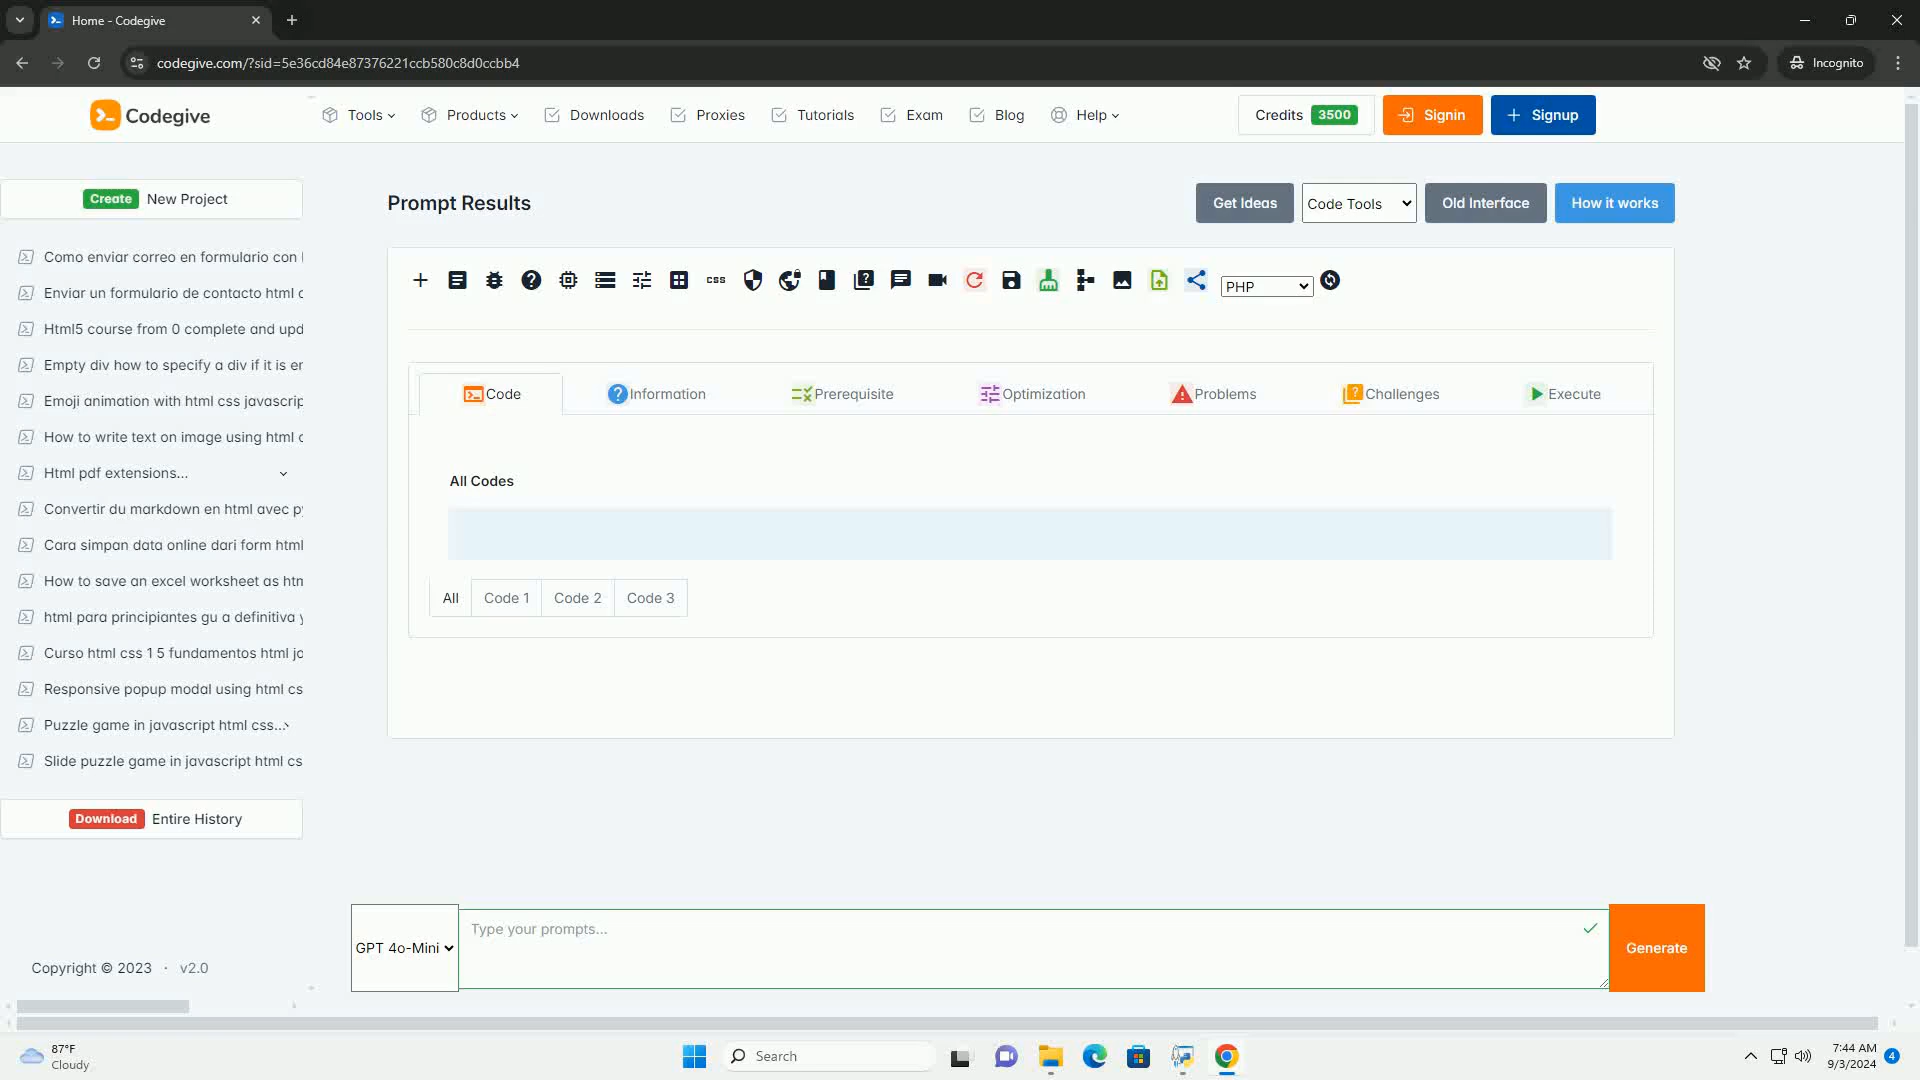 Home - Codegive
codegive.com/?sid=5e36cd84e87376221ccb580c8d0ccbb4
Incognito
Codegive
Tools
Products
Downloads
Proxies
Tutorials
Exam
Blog
Help
Credits 3500
Signin
Signup
Create New Project
Como enviar correo en formulario con
Enviar un formulario de contacto html
Html5 course from 0 complete and upd
Empty div how to specify a div if it is er
Emoji animation with html css javascrip
How to write text on image using html
Html pdf extensions...
Convertir du markdown en html avec p
Cara simpan data online dari form html
How to save an excel worksheet as htm
html para principiantes gu a definitiva y
Curso html css 1 5 fundamentos html jo
Responsive popup modal using html cs
Puzzle game in javascript html css...
Slide puzzle game in javascript html cs
Download Entire History
Copyright © 2023 · v2.0
Prompt Results
Get Ideas
Code Tools
Old Interface
How it works
css
PHP
Code
Information
Prerequisite
Optimization
Problems
Challenges
Execute
All Codes
All
Code 1
Code 2
Code 3
GPT 4o-Mini
Type your prompts...
Generate
87°F
Cloudy
Search
7:44 AM
9/3/2024
4